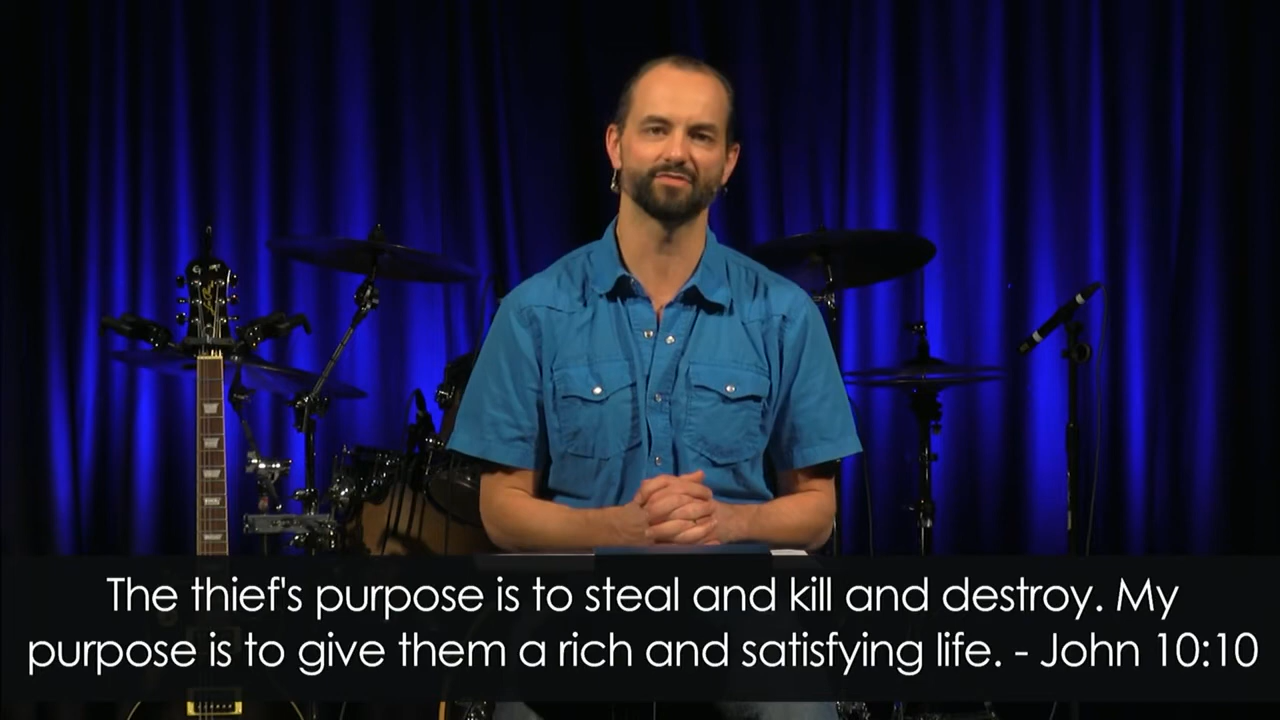 The thief's purpose is to steal and kill and destroy. My
purpose is to give them a rich and satisfying life. - John 10:10